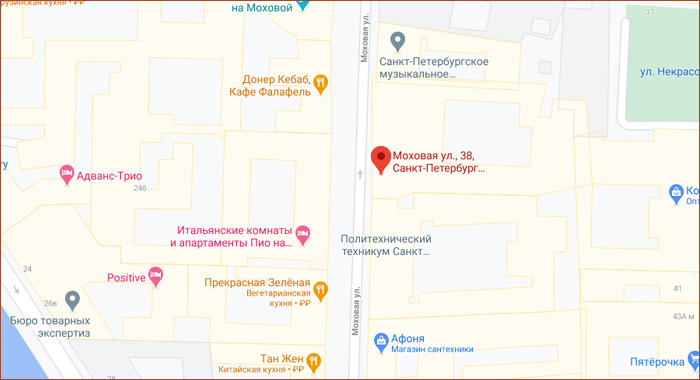 рузинская кухня • ₽₽
на Моховой
Моховая ул.
37
Санкт-Петербургское
музыкальное...
ул. Некрасо
Донер Кебаб,
Кафе Фалафель
Моховая ул., 38,
Санкт-Петербург...
ту
Адванс-Трио
24б
Ко
Опт
Итальянские комнаты
и апартаменты Пио на...
Политехнический
техникум Санкт...
24
Positive
Прекрасная Зелёная
Вегетарианская
кухня • ₽₽
41
26в
Бюро товарных
экспертиз
Моховая ул.
43А м
Афоня
Магазин сантехники
Тан Жен
Китайская кухня • ₽₽
Пятёрочка